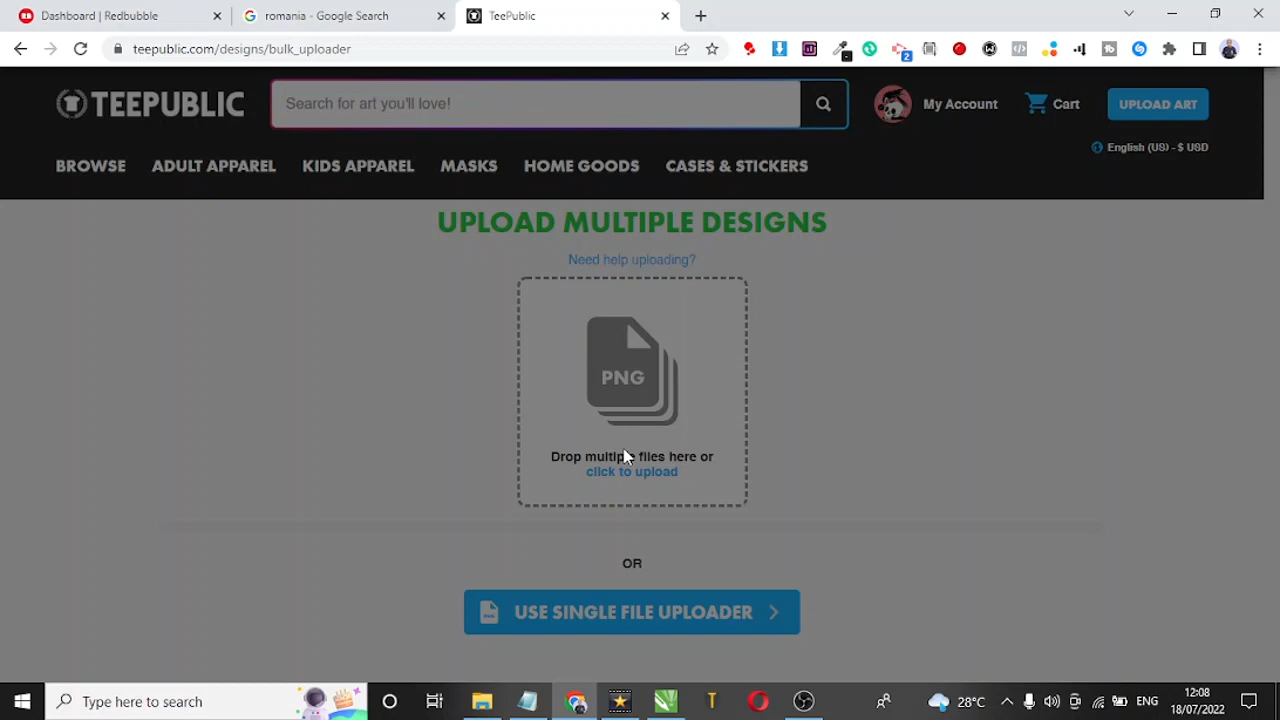 Dashboard | Redbubble
romania - Google Search
TeePublic
teepublic.com/designs/bulk_uploader
2
TEEPUBLIC
Search for art you'll love!
My Account
Cart
UPLOAD ART
English (US) - $ USD
BROWSE
ADULT APPAREL
KIDS APPAREL
MASKS
HOME GOODS
CASES & STICKERS
UPLOAD MULTIPLE DESIGNS
Need help uploading?
PNG
Drop multiple files here or
click to upload
OR
USE SINGLE FILE UPLOADER
Type here to search
28°C
ENG
12:08
18/07/2022